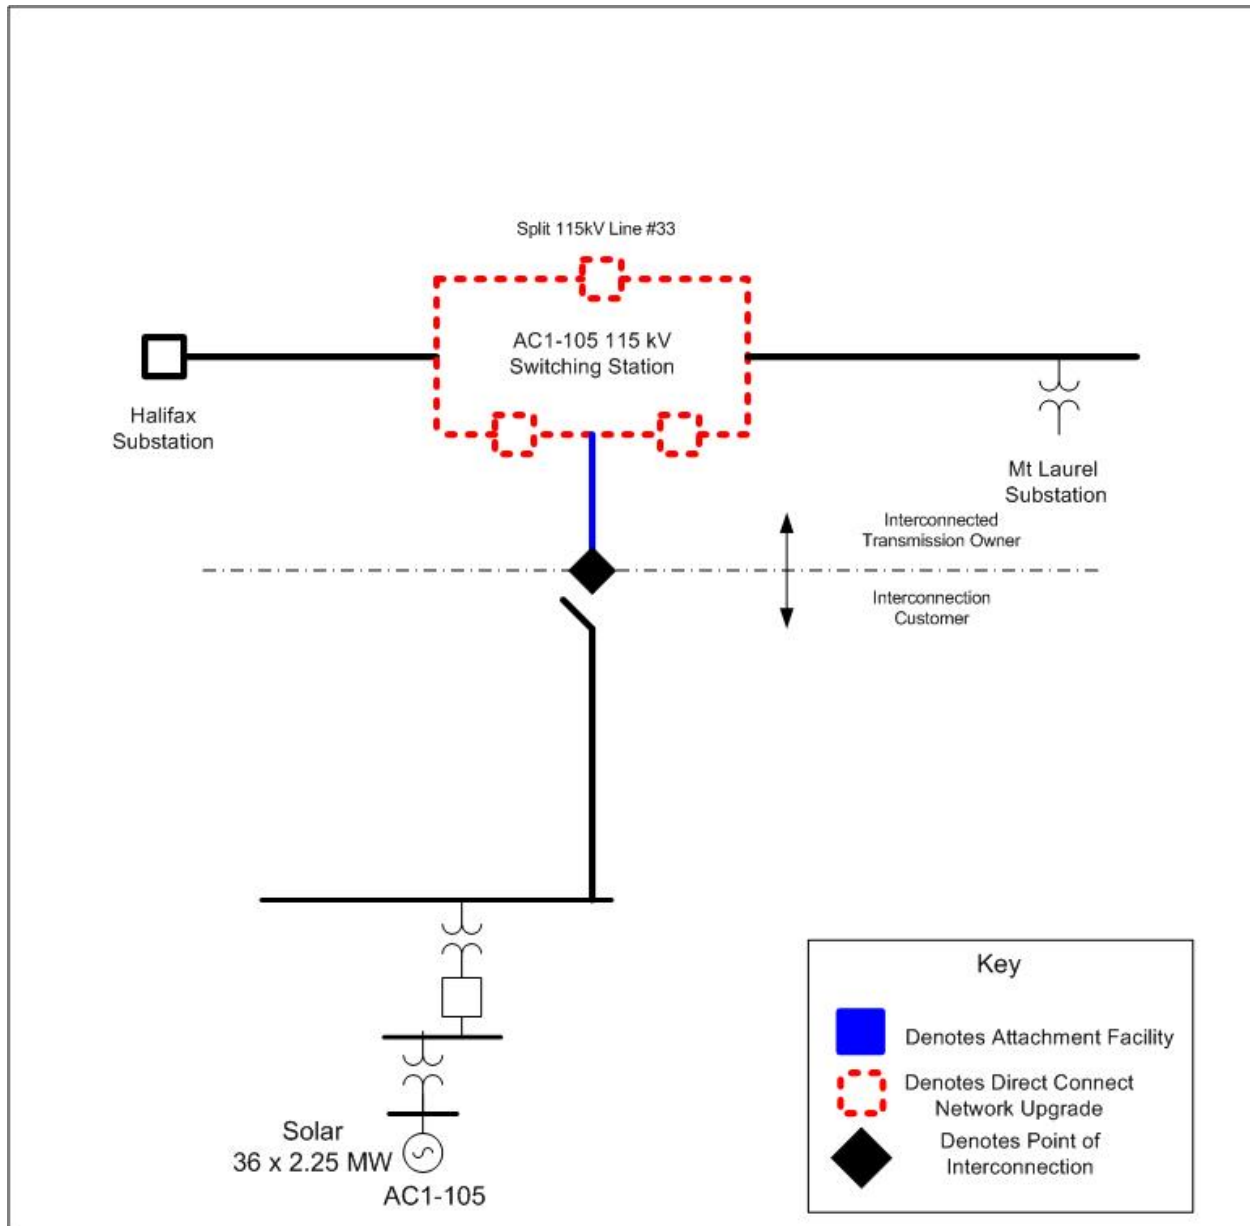 Split 115kV Line #33
AC1-105 115 kV
Switching Station
Halifax
Substation
Mt Laurel
Substation
Interconnected
Transmission Owner
Interconnection
Customer
Solar
36 x 2.25 MW
AC1-105
Key
Denotes Attachment Facility
Denotes Direct Connect
Network Upgrade
Denotes Point of
Interconnection